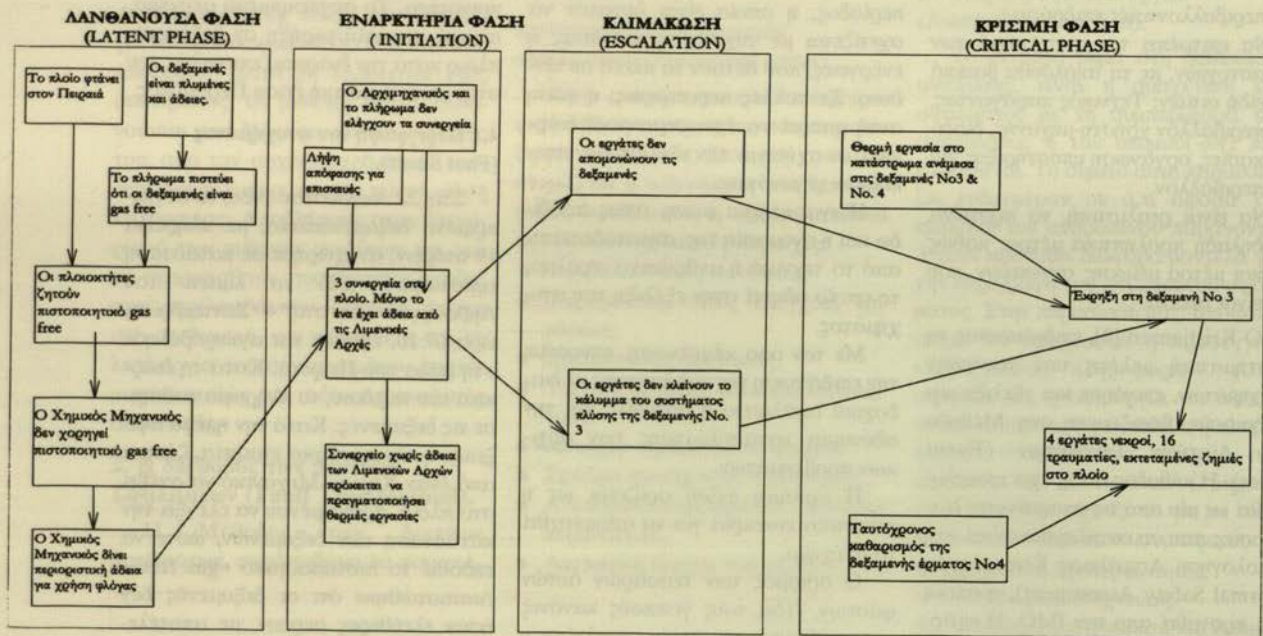 ΛΑΝΘΑΝΟΥΣΑ ΦΑΣΗ
(LATENT PHASE)
Το πλοίο φτάνει
στον Πειραιά
Οι δεξαμενές
είναι πλυμένες
και άδειες.
Το πλήρωμα πιστεύει
ότι οι δεξαμενές είναι
gas free
Οι πλοιοκτήτες
ζητούν
πιστοποιητικό gas
free
Ο Χημικός Μηχανικός
δεν χορηγεί
πιστοποιητικό gas free
Ο Χημικός
Μηχανικός δίνει
περιοριστική άδεια
για χρήση φλόγας
ΕΝΑΡΚΤΗΡΙΑ ΦΑΣΗ
(INITIATION)
Ο Αρχιμηχανικός και
το πλήρωμα δεν
ελέγχουν τα συνεργεία
Λήψη
απόφασης για
επισκευές
3 συνεργεία στο
πλοίο. Μόνο το
ένα έχει άδεια από
τις Λιμενικές
Αρχές
Συνεργείο χωρίς άδεια
των Λιμενικών Αρχών
πρόκειται να
πραγματοποιήσει
θερμές εργασίες
ΚΛΙΜΑΚΩΣΗ
(ESCALATION)
Οι εργάτες δεν
απομονώνουν τις
δεξαμενές
Οι εργάτες δεν κλείνουν το
κάλυμμα του συστήματος
πλύσης της δεξαμενής No.
3
ΚΡΙΣΙΜΗ ΦΑΣΗ
(CRITICAL PHASE)
Θερμή εργασία στο
κατάστρωμα ανάμεσα
στις δεξαμενές No3 &
No. 4
Έκρηξη στη δεξαμενή No 3
4 εργάτες νεκροί, 16
τραυματίες, εκτεταμένες ζημιές
στο πλοίο
Ταυτόχρονος
καθαρισμός της
δεξαμενής έρματος No4